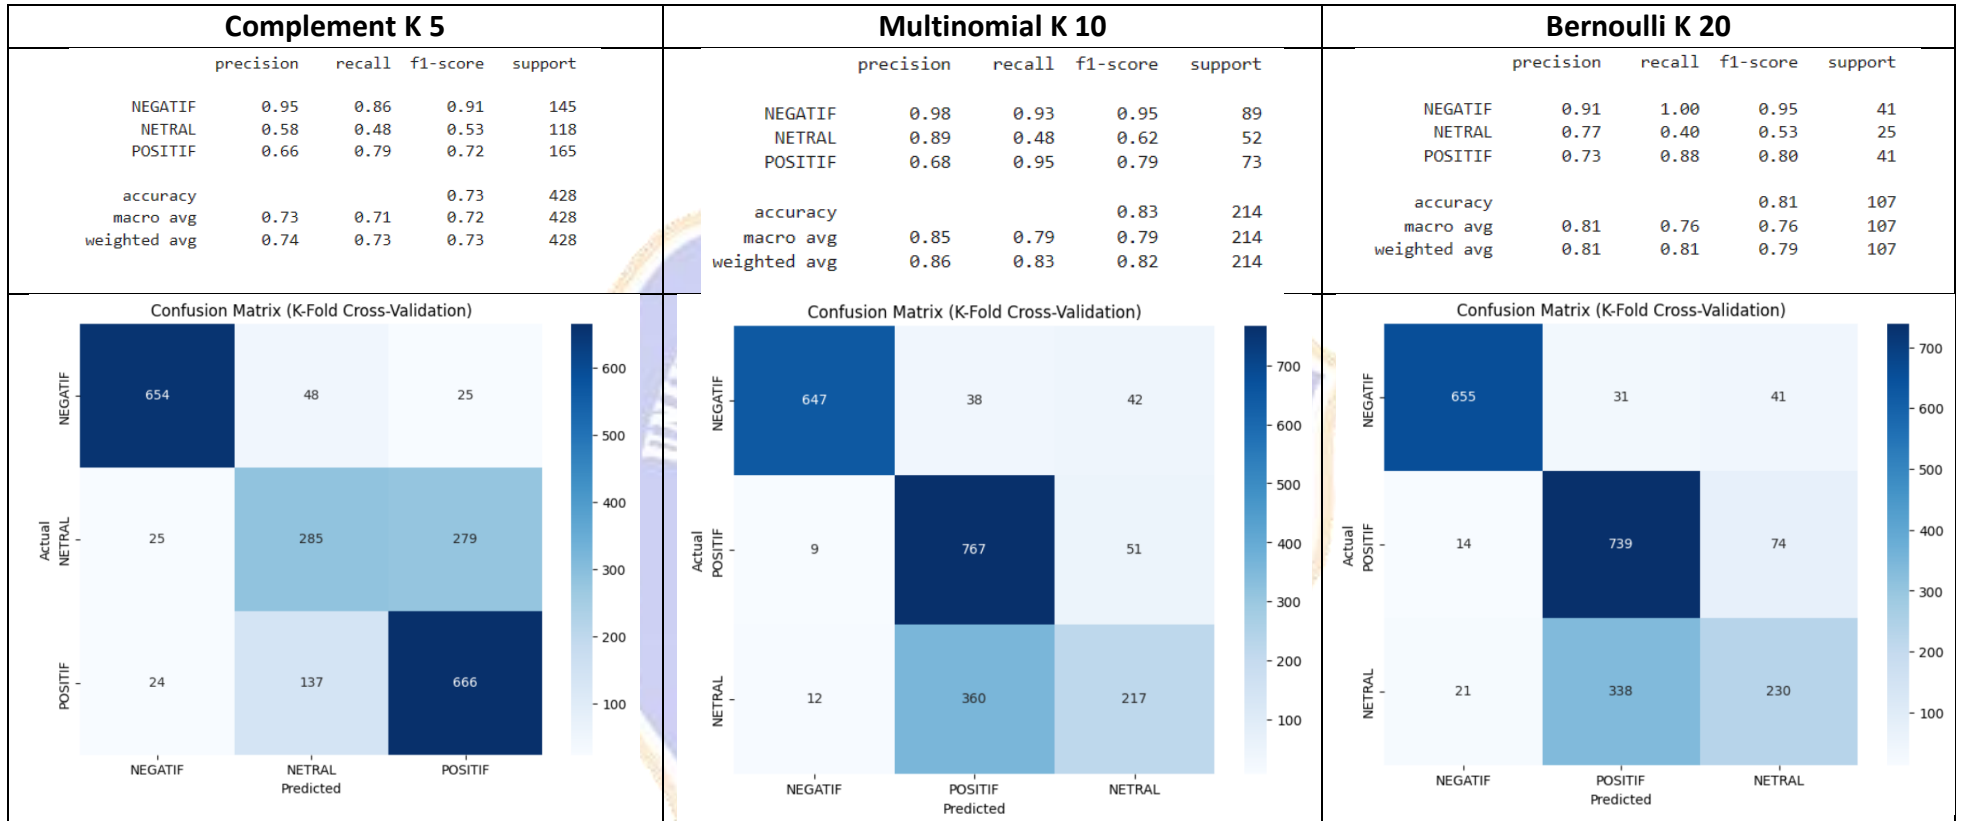 Complement K 5
precision recall f1-score support
NEGATIF 0.95 0.86 0.91 145
NETRAL 0.58 0.48 0.53 118
POSITIF 0.66 0.79 0.72 165
accuracy 0.73 428
macro avg 0.73 0.71 0.72 428
weighted avg 0.74 0.73 0.73 428
Multinomial K 10
precision recall f1-score support
NEGATIF 0.98 0.93 0.95 89
NETRAL 0.89 0.48 0.62 52
POSITIF 0.68 0.95 0.79 73
accuracy 0.83 214
macro avg 0.85 0.79 0.79 214
weighted avg 0.86 0.83 0.82 214
Bernoulli K 20
precision recall f1-score support
NEGATIF 0.91 1.00 0.95 41
NETRAL 0.77 0.40 0.53 25
POSITIF 0.73 0.88 0.80 41
accuracy 0.81 107
macro avg 0.81 0.76 0.76 107
weighted avg 0.81 0.81 0.79 107
Confusion Matrix (K-Fold Cross-Validation)
NEGATIF 654 48 25
Actual
NETRAL 25 285 279
POSITIF 24 137 666
NEGATIF NETRAL POSITIF
Predicted
600
500
400
300
200
100
Confusion Matrix (K-Fold Cross-Validation)
NEGATIF 647 38 42
Actual
POSITIF 9 767 51
NETRAL 12 360 217
NEGATIF POSITIF NETRAL
Predicted
700
600
500
400
300
200
100
Confusion Matrix (K-Fold Cross-Validation)
NEGATIF 655 31 41
Actual
POSITIF 14 739 74
NETRAL 21 338 230
NEGATIF POSITIF NETRAL
Predicted
700
600
500
400
300
200
100